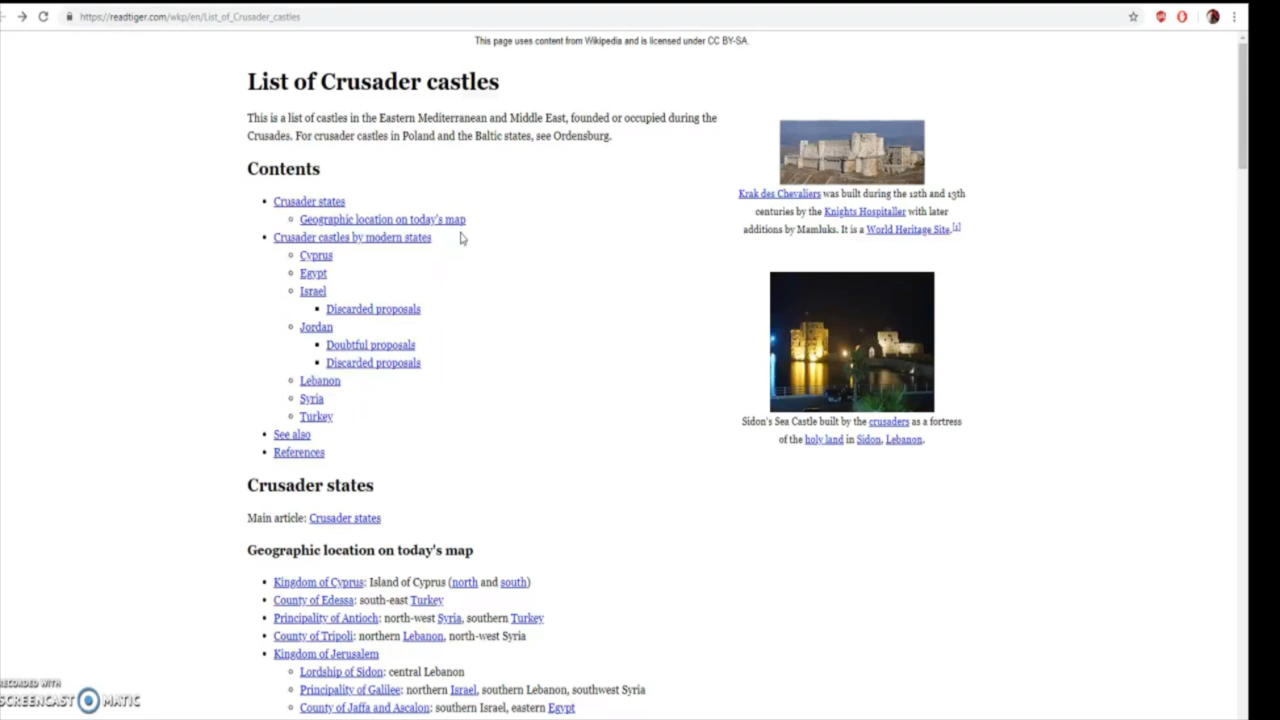 https://readtiger.com/wkp/en/List_of_Crusader_castles
This page uses content from Wikipedia and is licensed under CC BY-SA.
List of Crusader castles
This is a list of castles in the Eastern Mediterranean and Middle East, founded or occupied during the
Crusades. For crusader castles in Poland and the Baltic states, see Ordensburg.
Contents
• Crusader states
Geographic location on today's map
• Crusader castles by modern states
Cyprus
Egypt
Israel
Discarded proposals
Jordan
Doubtful proposals
Discarded proposals
Lebanon
Syria
Turkey
• See also
• References
Krak des Chevaliers was built during the 12th and 13th
centuries by the Knights Hospitaller with later
additions by Mamluks. It is a World Heritage Site.[1]
Sidon's Sea Castle built by the crusaders as a fortress
of the holy land in Sidon, Lebanon.
Crusader states
Main article: Crusader states
Geographic location on today's map
• Kingdom of Cyprus: Island of Cyprus (north and south)
• County of Edessa: south-east Turkey
• Principality of Antioch: north-west Syria, southern Turkey
• County of Tripoli: northern Lebanon, north-west Syria
• Kingdom of Jerusalem
Lordship of Sidon: central Lebanon
Principality of Galilee: northern Israel, southern Lebanon, southwest Syria
County of Jaffa and Ascalon: southern Israel, eastern Egypt
RECORDED WITH
SCREENCAST MATIC